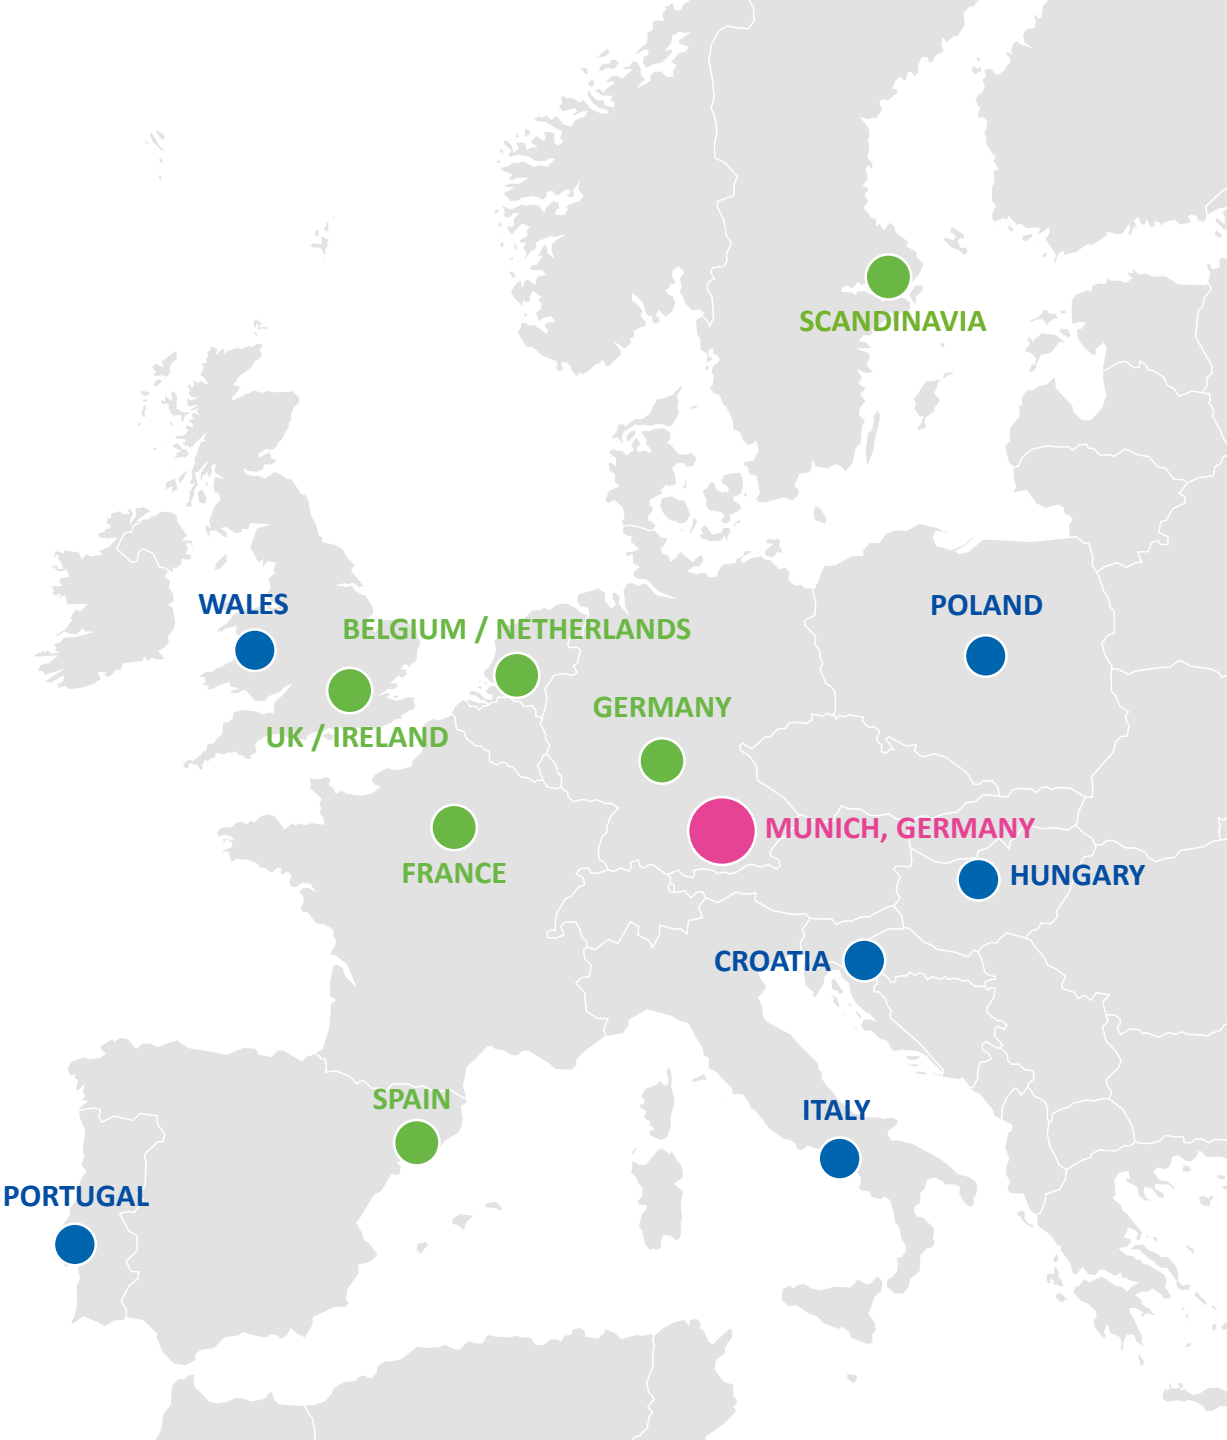 SCANDINAVIA
WALES
POLAND
BELGIUM / NETHERLANDS
GERMANY
UK / IRELAND
MUNICH, GERMANY
FRANCE
HUNGARY
CROATIA
SPAIN
ITALY
PORTUGAL